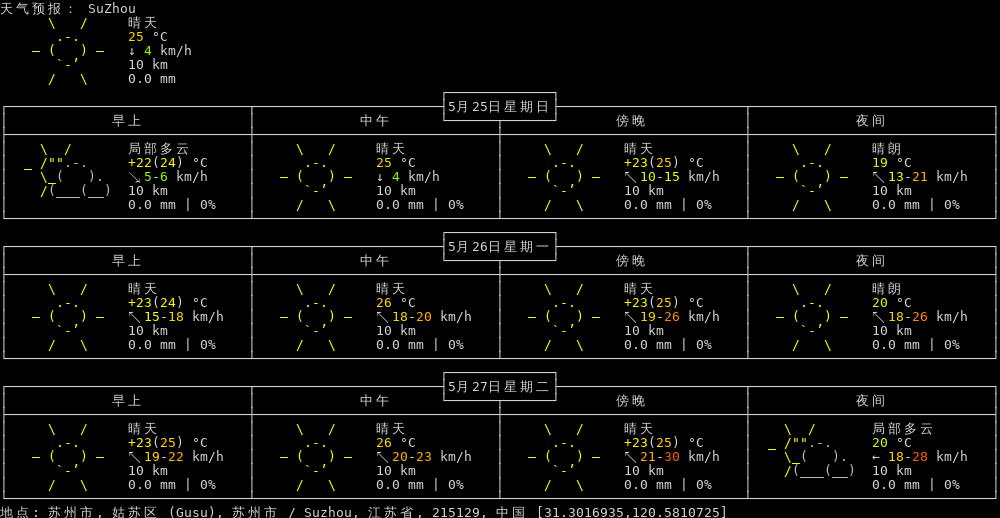 天气预报： SuZhou
晴天
25 °C
↓ 4 km/h
10 km
0.0 mm
5月25日星期日
早上 中午 傍晚 夜间
局部多云 晴天 晴天 晴朗
+22(24) °C 25 °C +23(25) °C 19 °C
↘ 5-6 km/h ↓ 4 km/h ↖ 10-15 km/h ↖ 13-21 km/h
10 km 10 km 10 km 10 km
0.0 mm | 0% 0.0 mm | 0% 0.0 mm | 0% 0.0 mm | 0%
5月26日星期一
早上 中午 傍晚 夜间
晴天 晴天 晴天 晴朗
+23(24) °C 26 °C +23(25) °C 20 °C
↖ 15-18 km/h ↖ 18-20 km/h ↖ 19-26 km/h ↖ 18-26 km/h
10 km 10 km 10 km 10 km
0.0 mm | 0% 0.0 mm | 0% 0.0 mm | 0% 0.0 mm | 0%
5月27日星期二
早上 中午 傍晚 夜间
晴天 晴天 晴天 局部多云
+23(25) °C 26 °C +23(25) °C 20 °C
↖ 19-22 km/h ↖ 20-23 km/h ↖ 21-30 km/h ← 18-28 km/h
10 km 10 km 10 km 10 km
0.0 mm | 0% 0.0 mm | 0% 0.0 mm | 0% 0.0 mm | 0%
地点: 苏州市, 姑苏区 (Gusu), 苏州市 / Suzhou, 江苏省, 215129, 中国 [31.3016935,120.5810725]